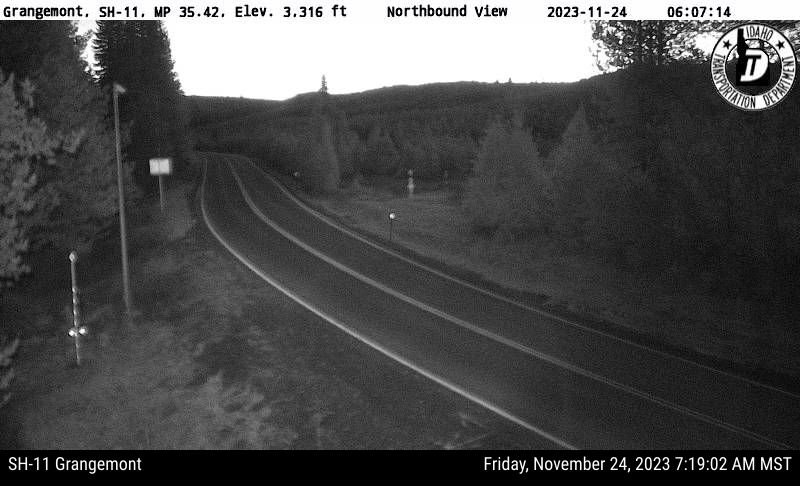 Grangemont, SH-11, MP 35.42, Elev. 3,316 ft Northbound View 2023-11-24 06:07:14
IDAHO
TRANSPORTATION DEPARTMENT
SH-11 Grangemont Friday, November 24, 2023 7:19:02 AM MST